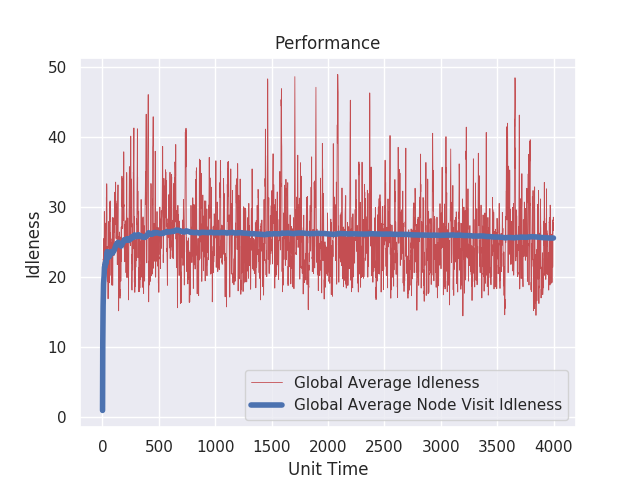 Performance
50
40
30
20
10
0
Idleness
Global Average Idleness
Global Average Node Visit Idleness
0 500 1000 1500 2000 2500 3000 3500 4000
Unit Time